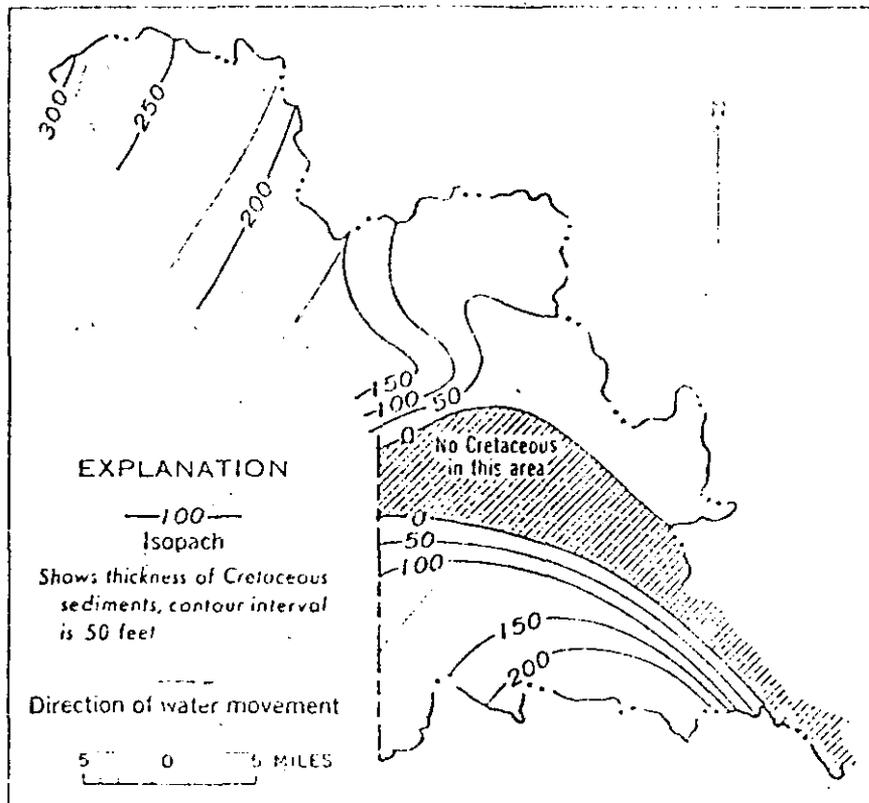 300
250
200
N
150
100
50
0
No Cretaceous
in this area
EXPLANATION
100
Isopach
Shows thickness of Cretaceous
sediments, contour interval
is 50 feet
Direction of water movement
5 0 5 MILES
0
50
100
150
200